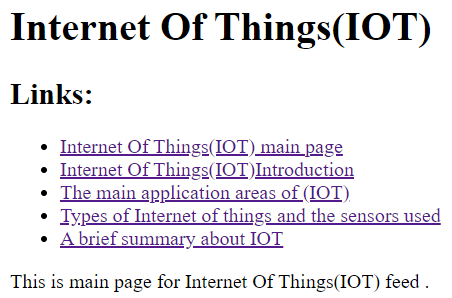 Internet Of Things(IOT)
Links:
Internet Of Things(IOT) main page
Internet Of Things(IOT)Introduction
The main application areas of (IOT)
Types of Internet of things and the sensors used
A brief summary about IOT
This is main page for Internet Of Things(IOT) feed .